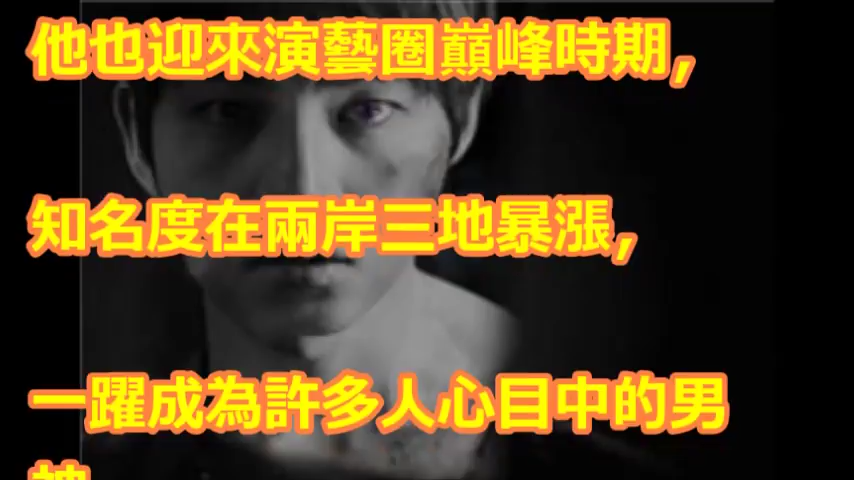 他也迎來演藝圈巔峰時期,
知名度在兩岸三地暴漲,
一躍成為許多人心目中的男
神